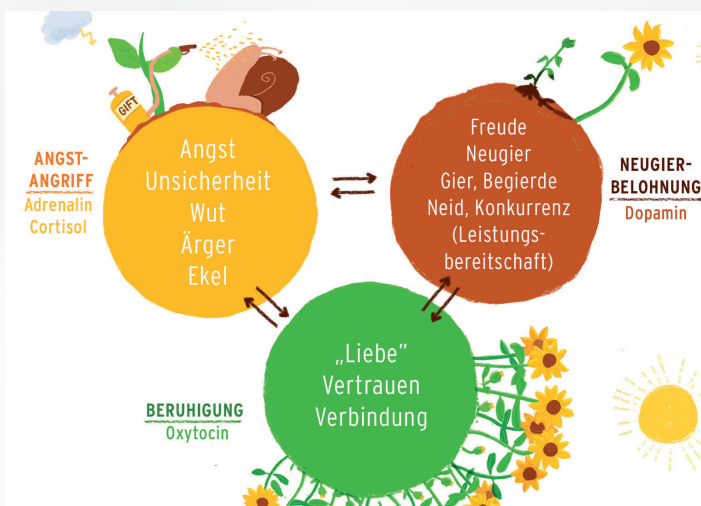 GIFT
ANGST-
ANGRIFF
Adrenalin
Cortisol
Angst
Unsicherheit
Wut
Ärger
Ekel
Freude
Neugier
Gier, Begierde
Neid, Konkurrenz
(Leistungs-
bereitschaft)
NEUGIER-
BELOHNUNG
Dopamin
BERUHIGUNG
Oxytocin
„Liebe”
Vertrauen
Verbindung